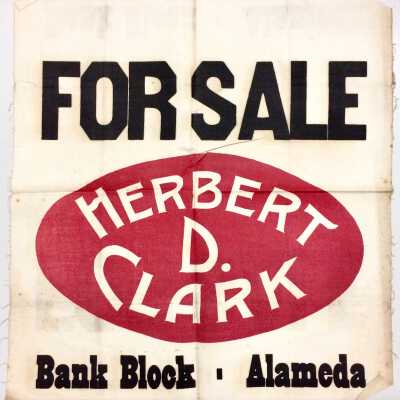 FOR SALE
HERBERT
D.
CLARK
Bank Block · Alameda